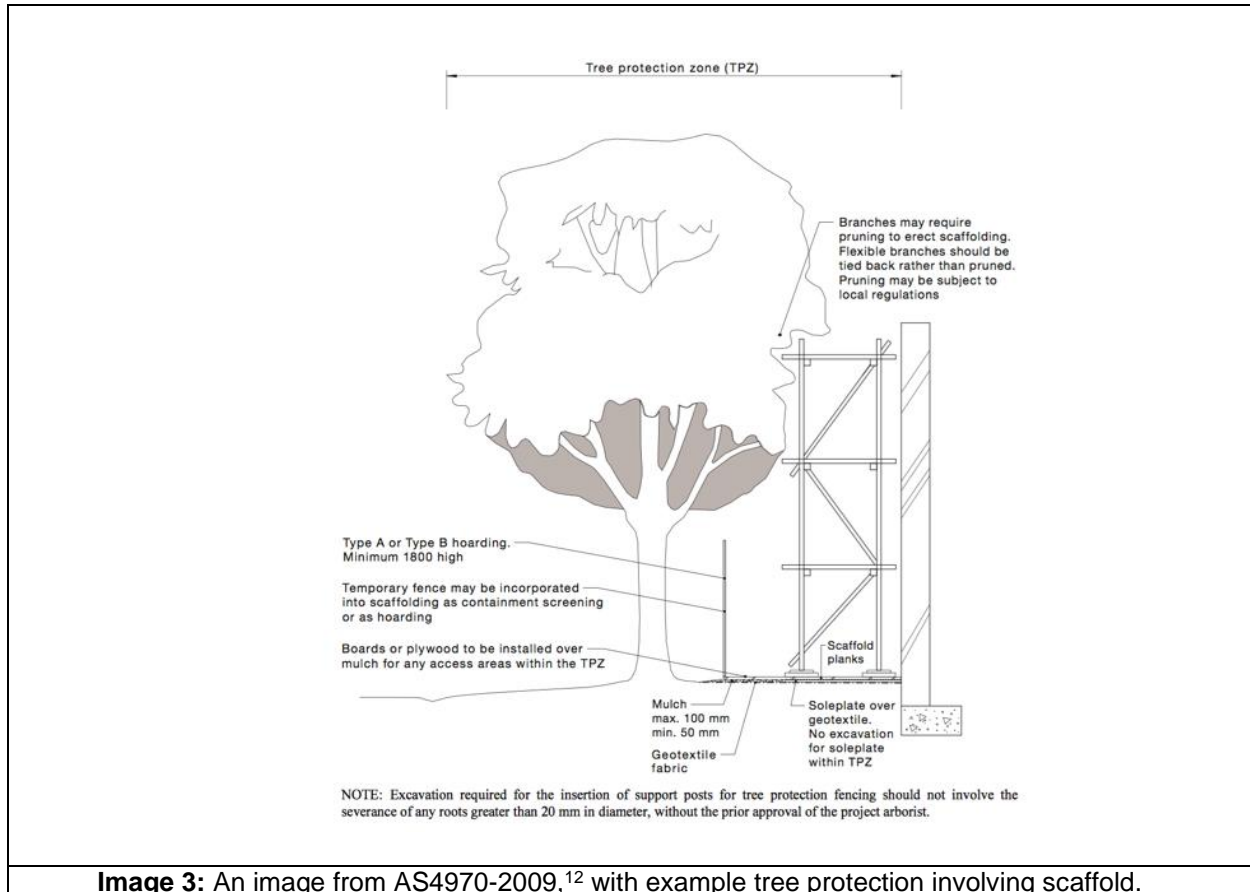 Tree protection zone (TPZ)
Branches may require
pruning to erect scaffolding.
Flexible branches should be
tied back rather than pruned.
Pruning may be subject to
local regulations
Type A or Type B hoarding.
Minimum 1800 high
Temporary fence may be incorporated
into scaffolding as containment screening
or as hoarding
Boards or plywood to be installed over
mulch for any access areas within the TPZ
Scaffold
planks
Mulch
max. 100 mm
min. 50 mm
Geotextile
fabric
Soleplate over
geotextile.
No excavation
for soleplate
within TPZ
NOTE: Excavation required for the insertion of support posts for tree protection fencing should not involve the
severance of any roots greater than 20 mm in diameter, without the prior approval of the project arborist.
Image 3: An image from AS4970-2009,¹² with example tree protection involving scaffold.